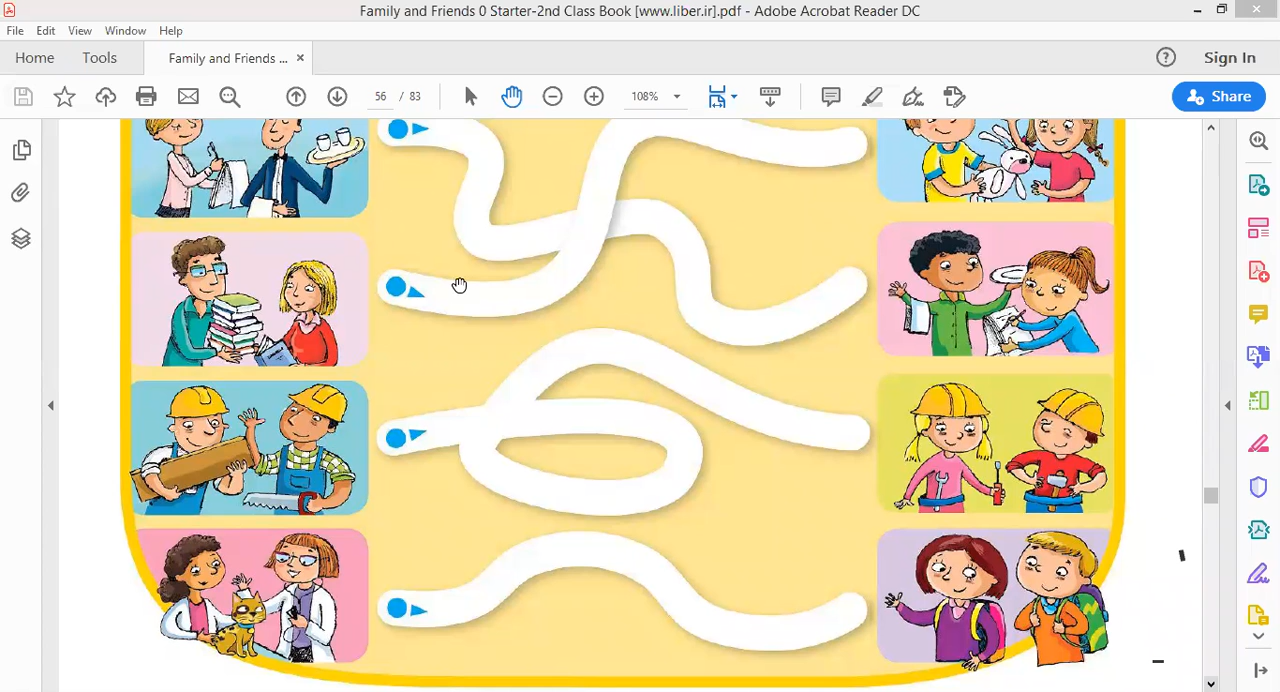 Family and Friends 0 Starter-2nd Class Book [www.liber.ir].pdf - Adobe Acrobat Reader DC
File Edit View Window Help
Home Tools Family and Friends ... × Sign In
56 / 83 108% Share